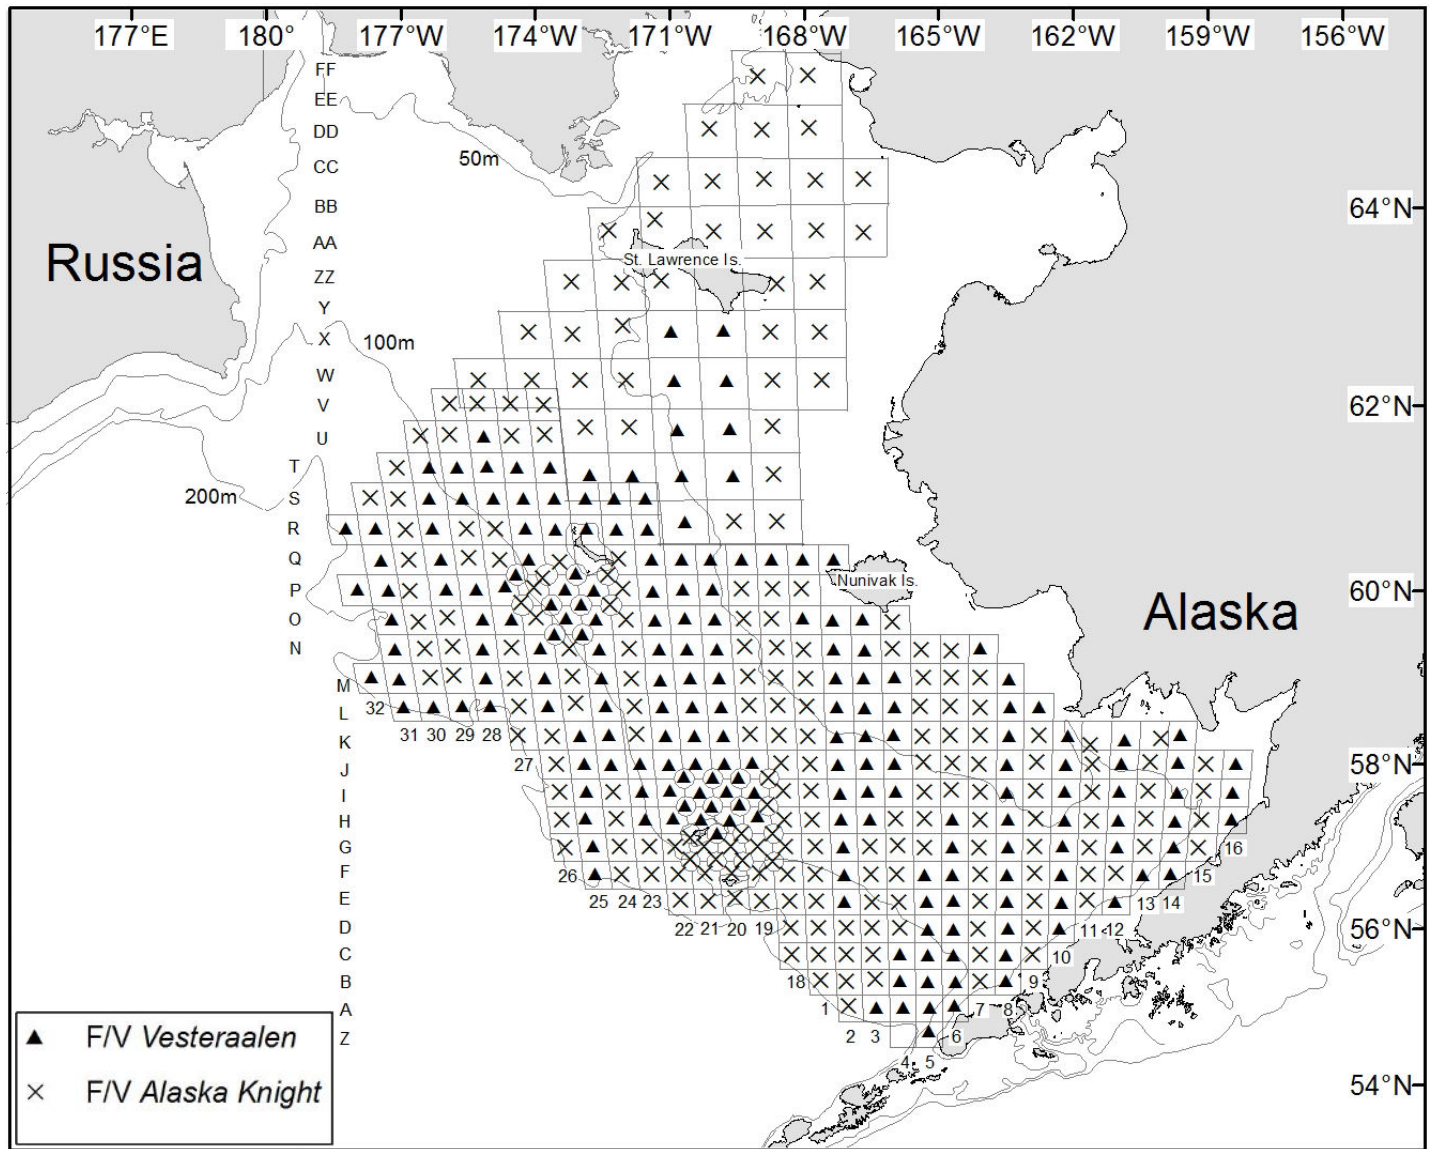 177°E 180° 177°W 174°W 171°W 168°W 165°W 162°W 159°W 156°W
FF
EE
DD
50m
CC
BB
64°N
AA
Russia
St. Lawrence Is.
ZZ
Y
X
100m
W
V
62°N
U
T
S
200m
R
Q
Nunivak Is.
P
60°N
O
Alaska
N
M
32
L
31 30 29 28
K
27
J
58°N
I
H
G
16
F
26
15
E
25 24 23
13 14
D
22 21 20 19
11 12
56°N
C
10
B
18
9
A
1
7 8
Z
2 3
6
4 5
54°N
F/V Vesteraalen
F/V Alaska Knight